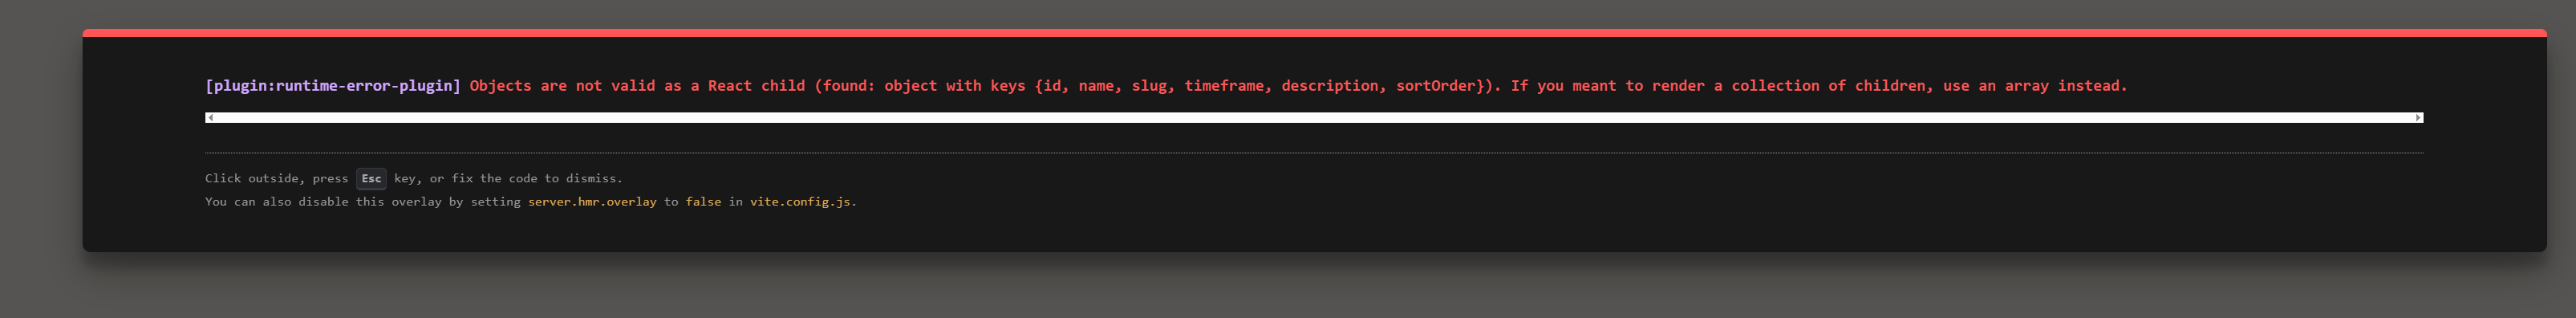 [plugin:runtime-error-plugin] Objects are not valid as a React child (found: object with keys {id, name, slug, timeframe, description, sortOrder}). If you meant to render a collection of children, use an array instead.
Click outside, press Esc key, or fix the code to dismiss.
You can also disable this overlay by setting server.hmr.overlay to false in vite.config.js.